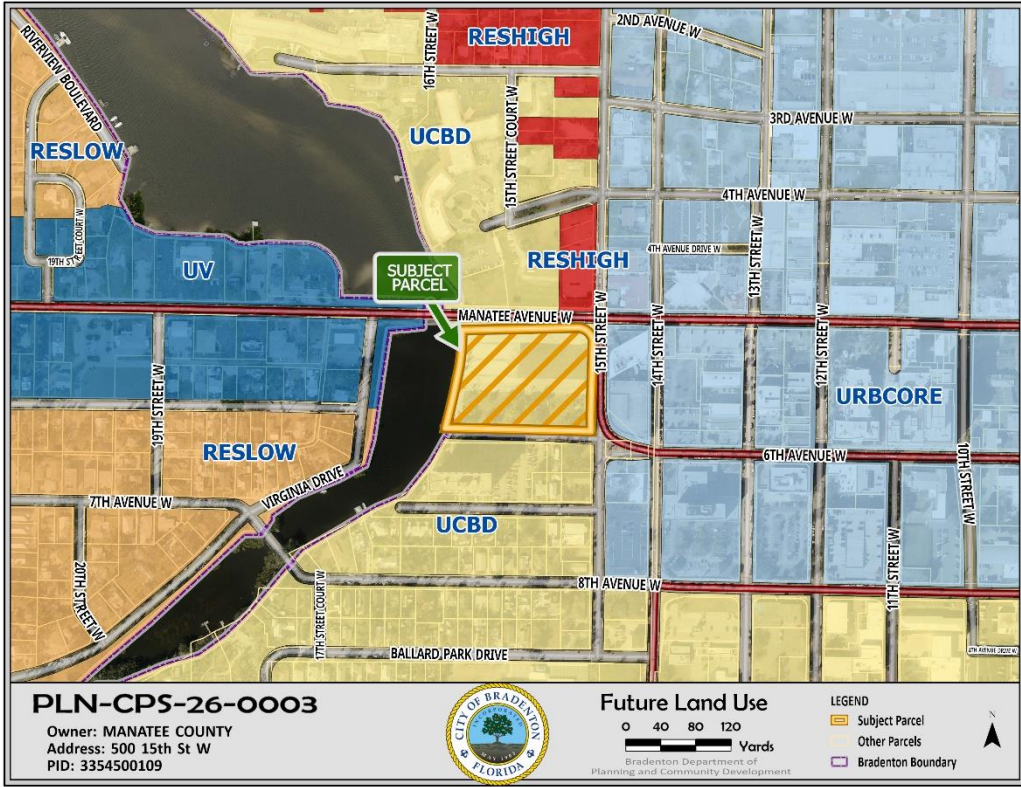 2ND AVENUE W
RESHIGH
16TH STREET W
RIVERVIEW BOULEVARD
3RD AVENUE W
UCBD
RESLOW
15TH STREET COURT W
4TH AVENUE W
19TH STREET COURT W
4TH AVENUE DRIVE W
13TH STREET W
RESHIGH
UV
SUBJECT
PARCEL
MANATEE AVENUE W
15TH STREET W
14TH STREET W
12TH STREET W
URBCORE
19TH STREET W
10TH STREET W
RESLOW
6TH AVENUE W
VIRGINIA DRIVE
7TH AVENUE W
UCBD
8TH AVENUE W
11TH STREET W
20TH STREET W
17TH STREET COURT W
BALLARD PARK DRIVE
PLN-CPS-26-0003
Owner: MANATEE COUNTY
Address: 500 15th St W
PID: 3354500109
CITY OF BRADENTON
INCORPORATED
FLORIDA
Future Land Use
0 40 80 120
Yards
Bradenton Department of
Planning and Community Development
LEGEND
Subject Parcel
Other Parcels
Bradenton Boundary
N